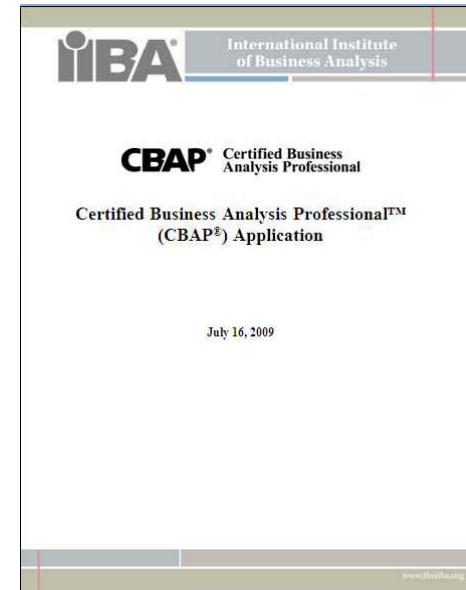 iiBA®
International Institute
of Business Analysis
CBAP® Certified Business
Analysis Professional
Certified Business Analysis Professional™
(CBAP®) Application
July 16, 2009
www.theiiba.org